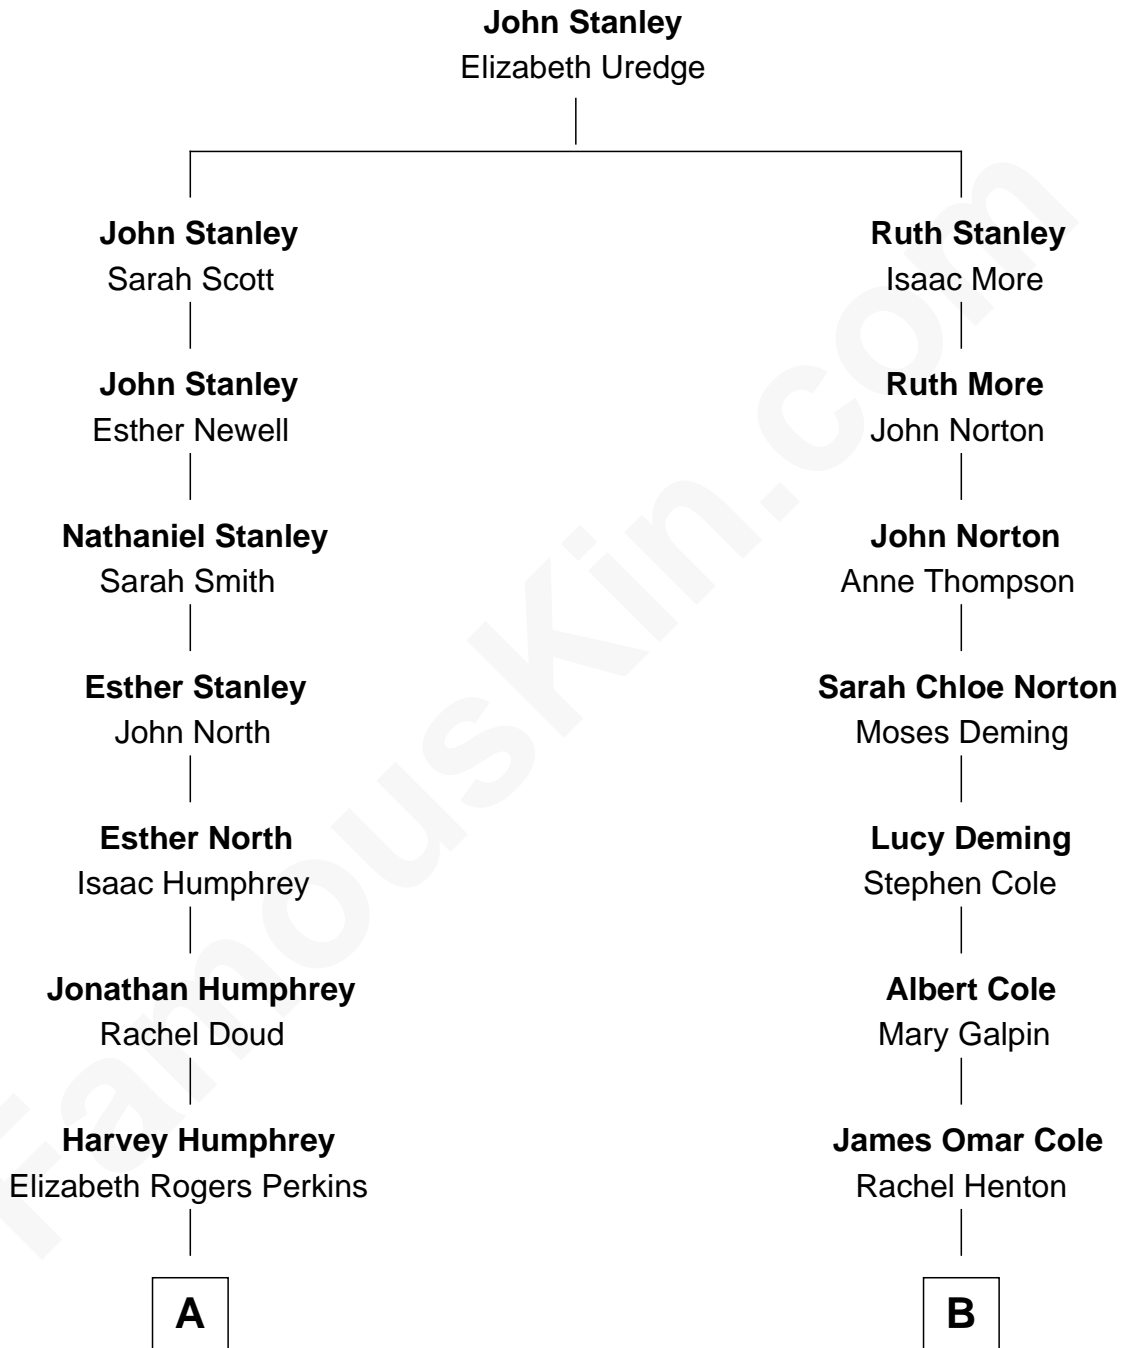 John Stanley
Elizabeth Uredge
John Stanley
Sarah Scott
Ruth Stanley
Isaac More
John Stanley
Esther Newell
Ruth More
John Norton
Nathaniel Stanley
Sarah Smith
John Norton
Anne Thompson
Esther Stanley
John North
Sarah Chloe Norton
Moses Deming
Esther North
Isaac Humphrey
Lucy Deming
Stephen Cole
Jonathan Humphrey
Rachel Doud
Albert Cole
Mary Galpin
Harvey Humphrey
Elizabeth Rogers Perkins
James Omar Cole
Rachel Henton
A
B
FamousKin.com